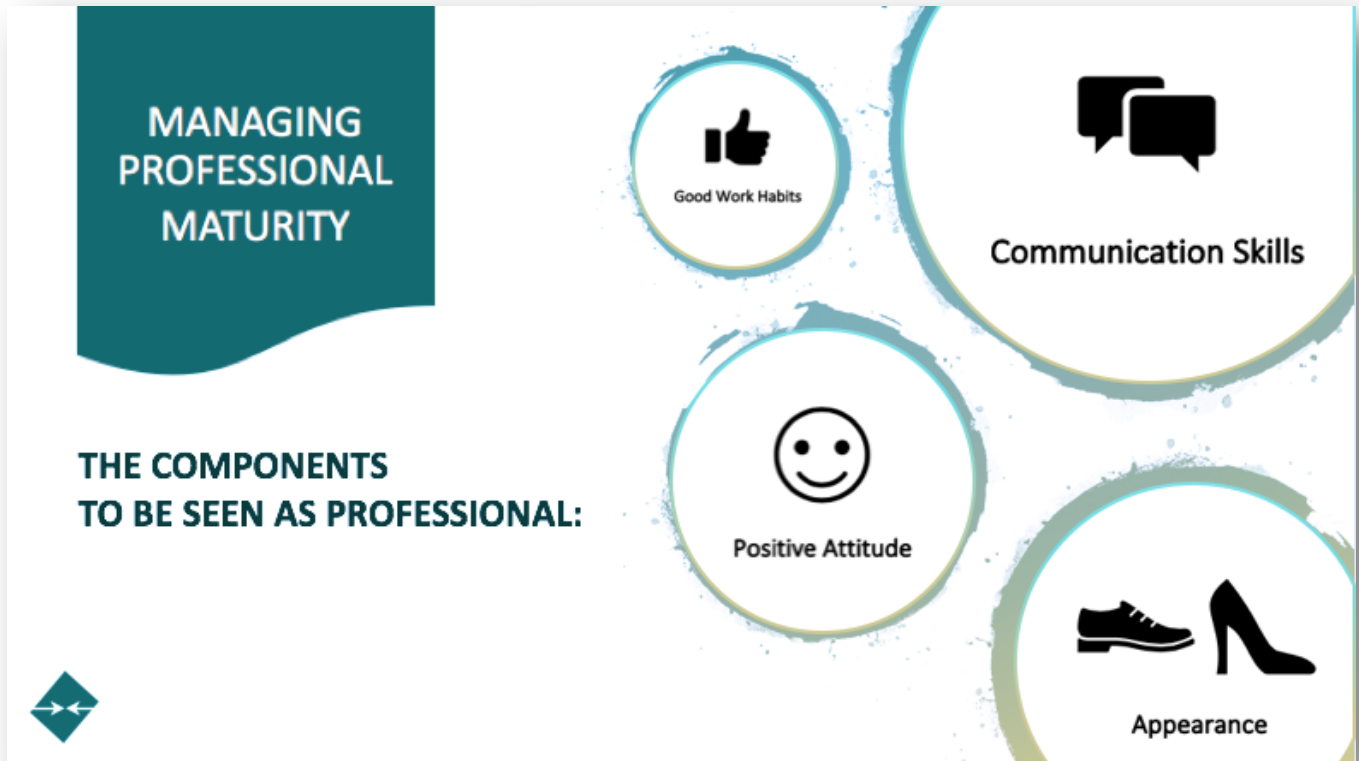 MANAGING
PROFESSIONAL
MATURITY
THE COMPONENTS
TO BE SEEN AS PROFESSIONAL:
Good Work Habits
Communication Skills
Positive Attitude
Appearance